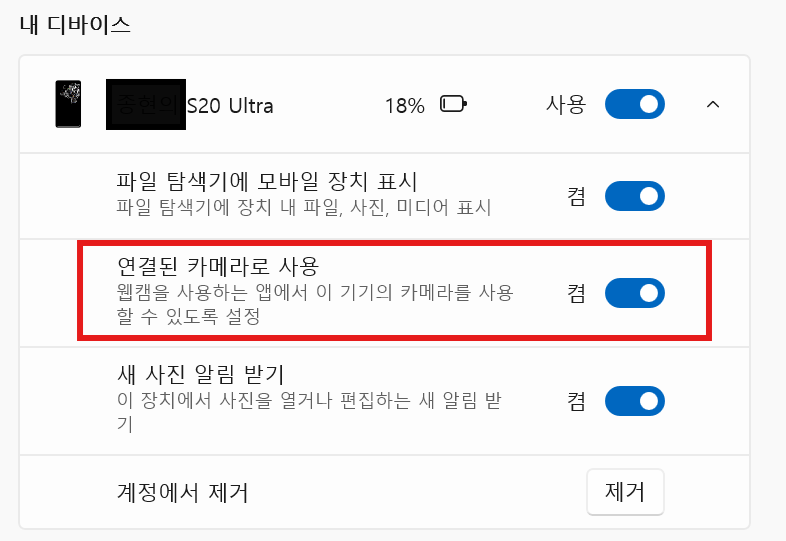 내 디바이스
S20 Ultra 18% 사용
파일 탐색기에 모바일 장치 표시
파일 탐색기에 장치 내 파일, 사진, 미디어 표시 켬
연결된 카메라로 사용
웹캠을 사용하는 앱에서 이 기기의 카메라를 사용 켬
할 수 있도록 설정
새 사진 알림 받기
이 장치에서 사진을 열거나 편집하는 새 알림 받 켬
기
계정에서 제거 제거